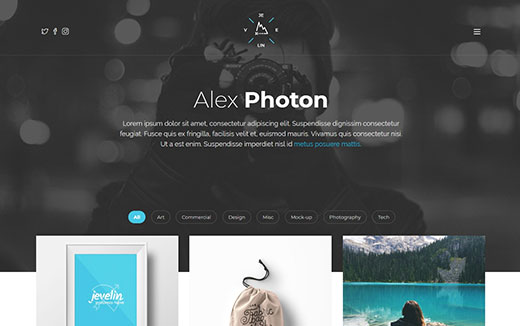 JE
V
E
LIN
Alex Photon
Lorem ipsum dolor sit amet, consectetur adipiscing elit. Suspendisse dignissim consectetur
feugiat. Fusce quis ex fringilla, facilisis velit et, euismod mauris. Vivamus quis consectetur nisi.
Ut a est enim. Suspendisse imperdiet nisl id metus posuere mattis.
All Art Commercial Design Misc Mock-up Photography Tech
jevelin